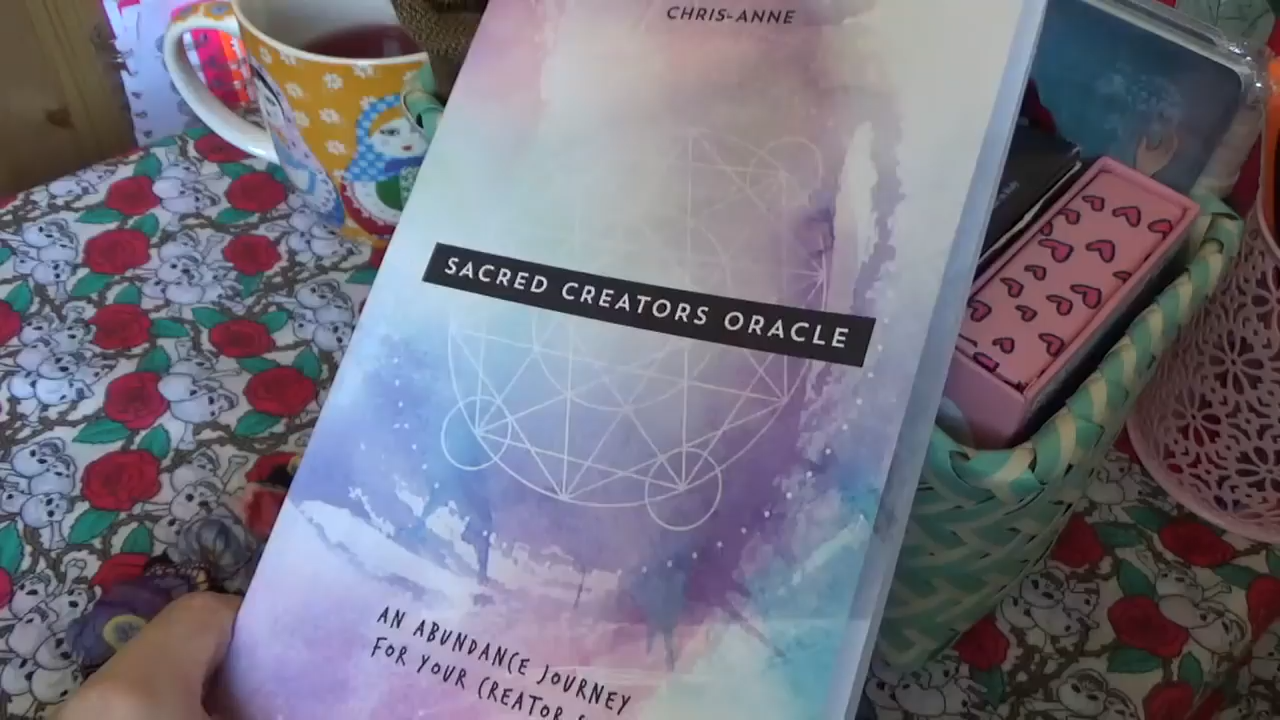 CHRIS-ANNE
SACRED CREATORS ORACLE
AN ABUNDANCE JOURNEY
FOR YOUR CREATOR